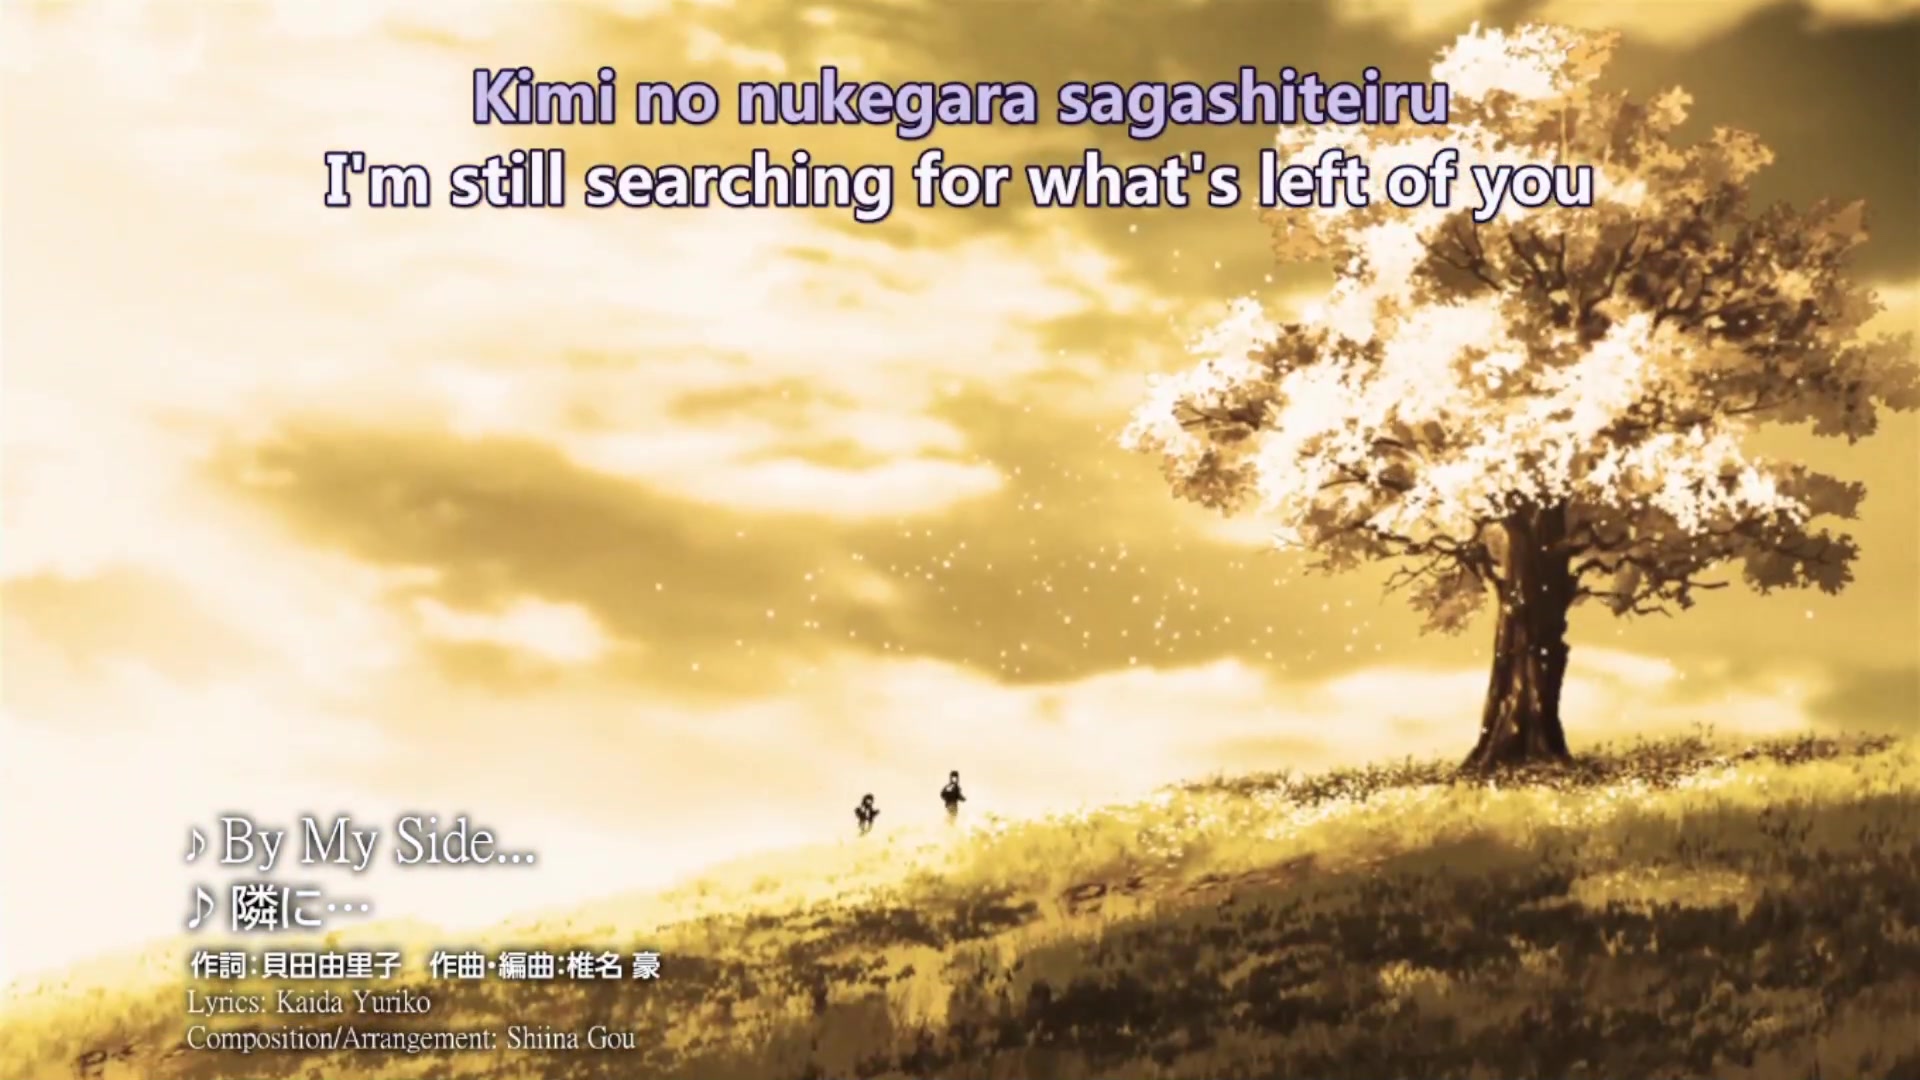 Kimi no nukegara sagashiteiru
I'm still searching for what's left of you
♪ By My Side...
♪ 隣に…
作詞:貝田由里子　作曲・編曲:椎名 豪
Lyrics: Kaida Yuriko
Composition/Arrangement: Shiina Gou